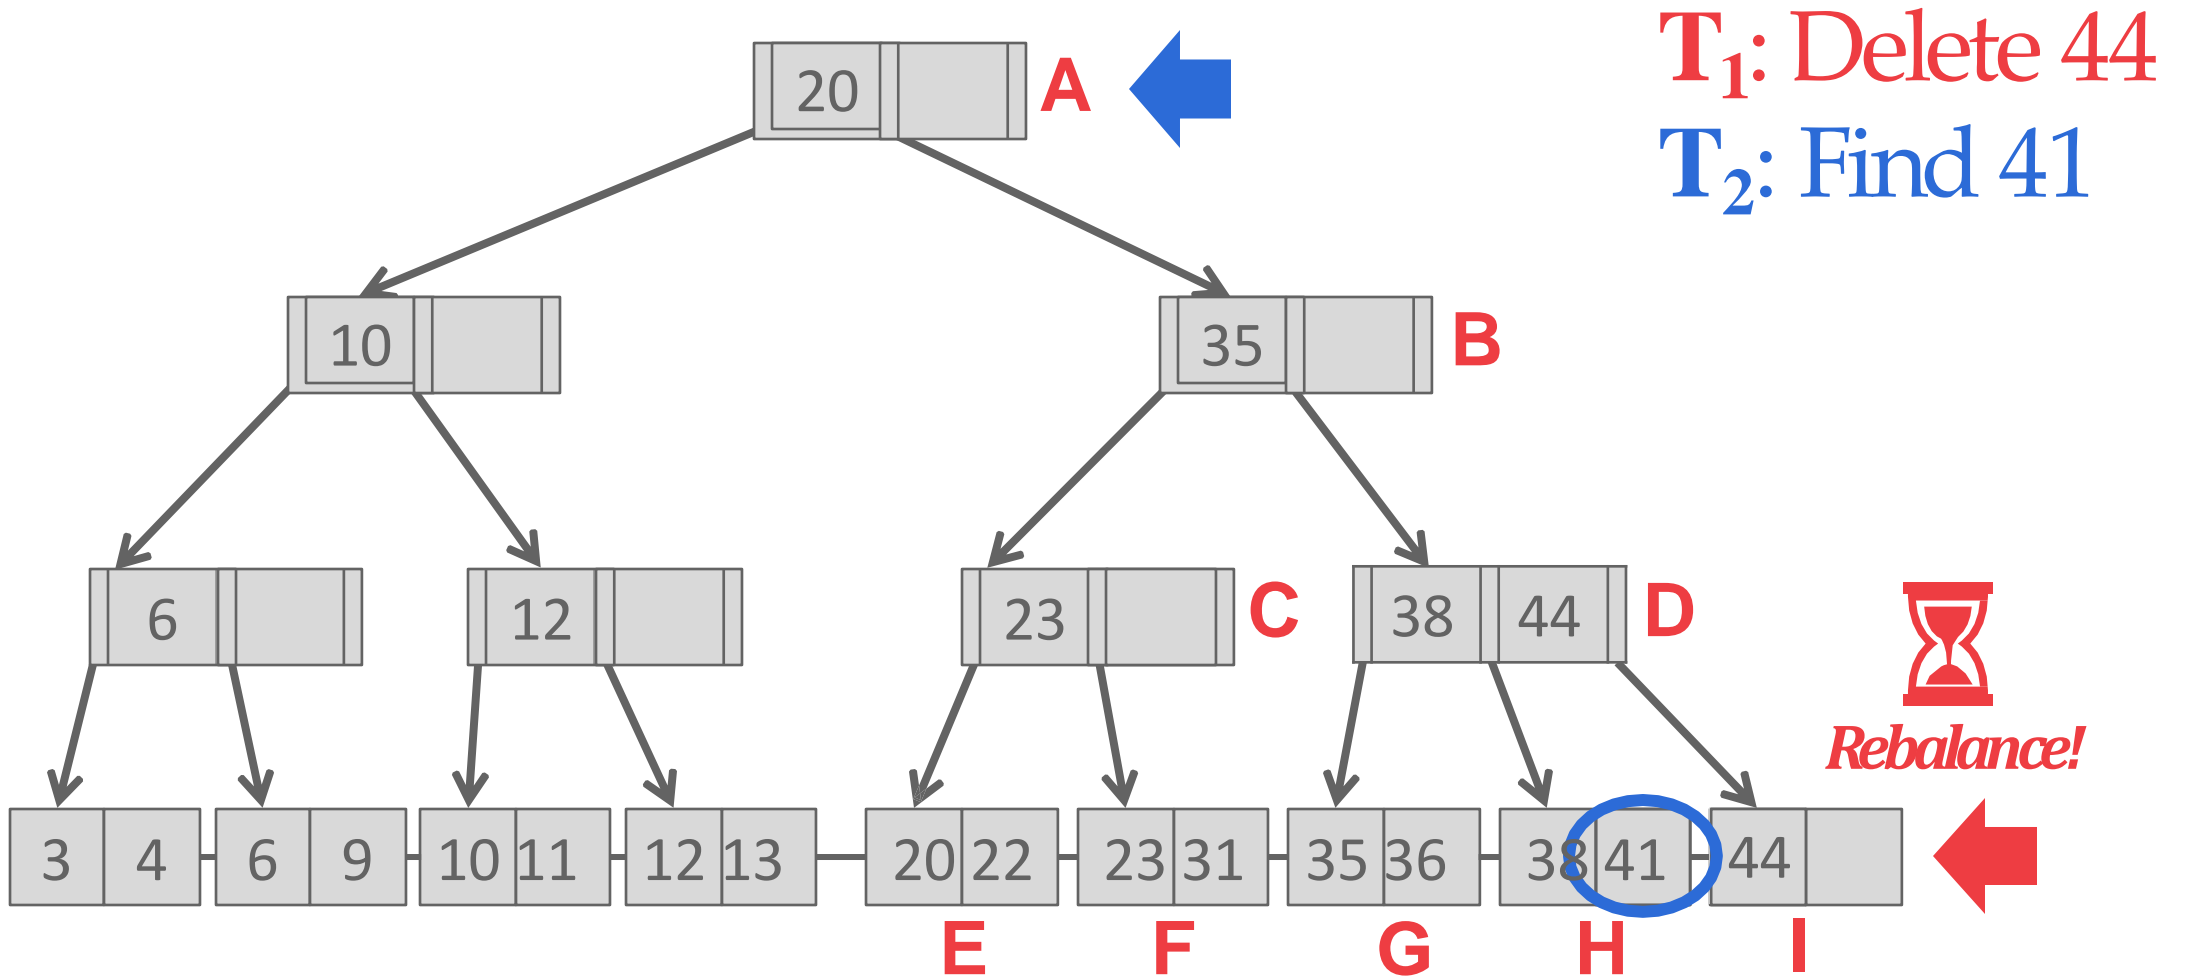 T1: Delete 44
T2: Find 41
20 A
10
35 B
6
12
23 C
38 44 D
Rebalance!
3 4 6 9 10 11 12 13 20 22 23 31 35 36 38 41 44
E F G H I